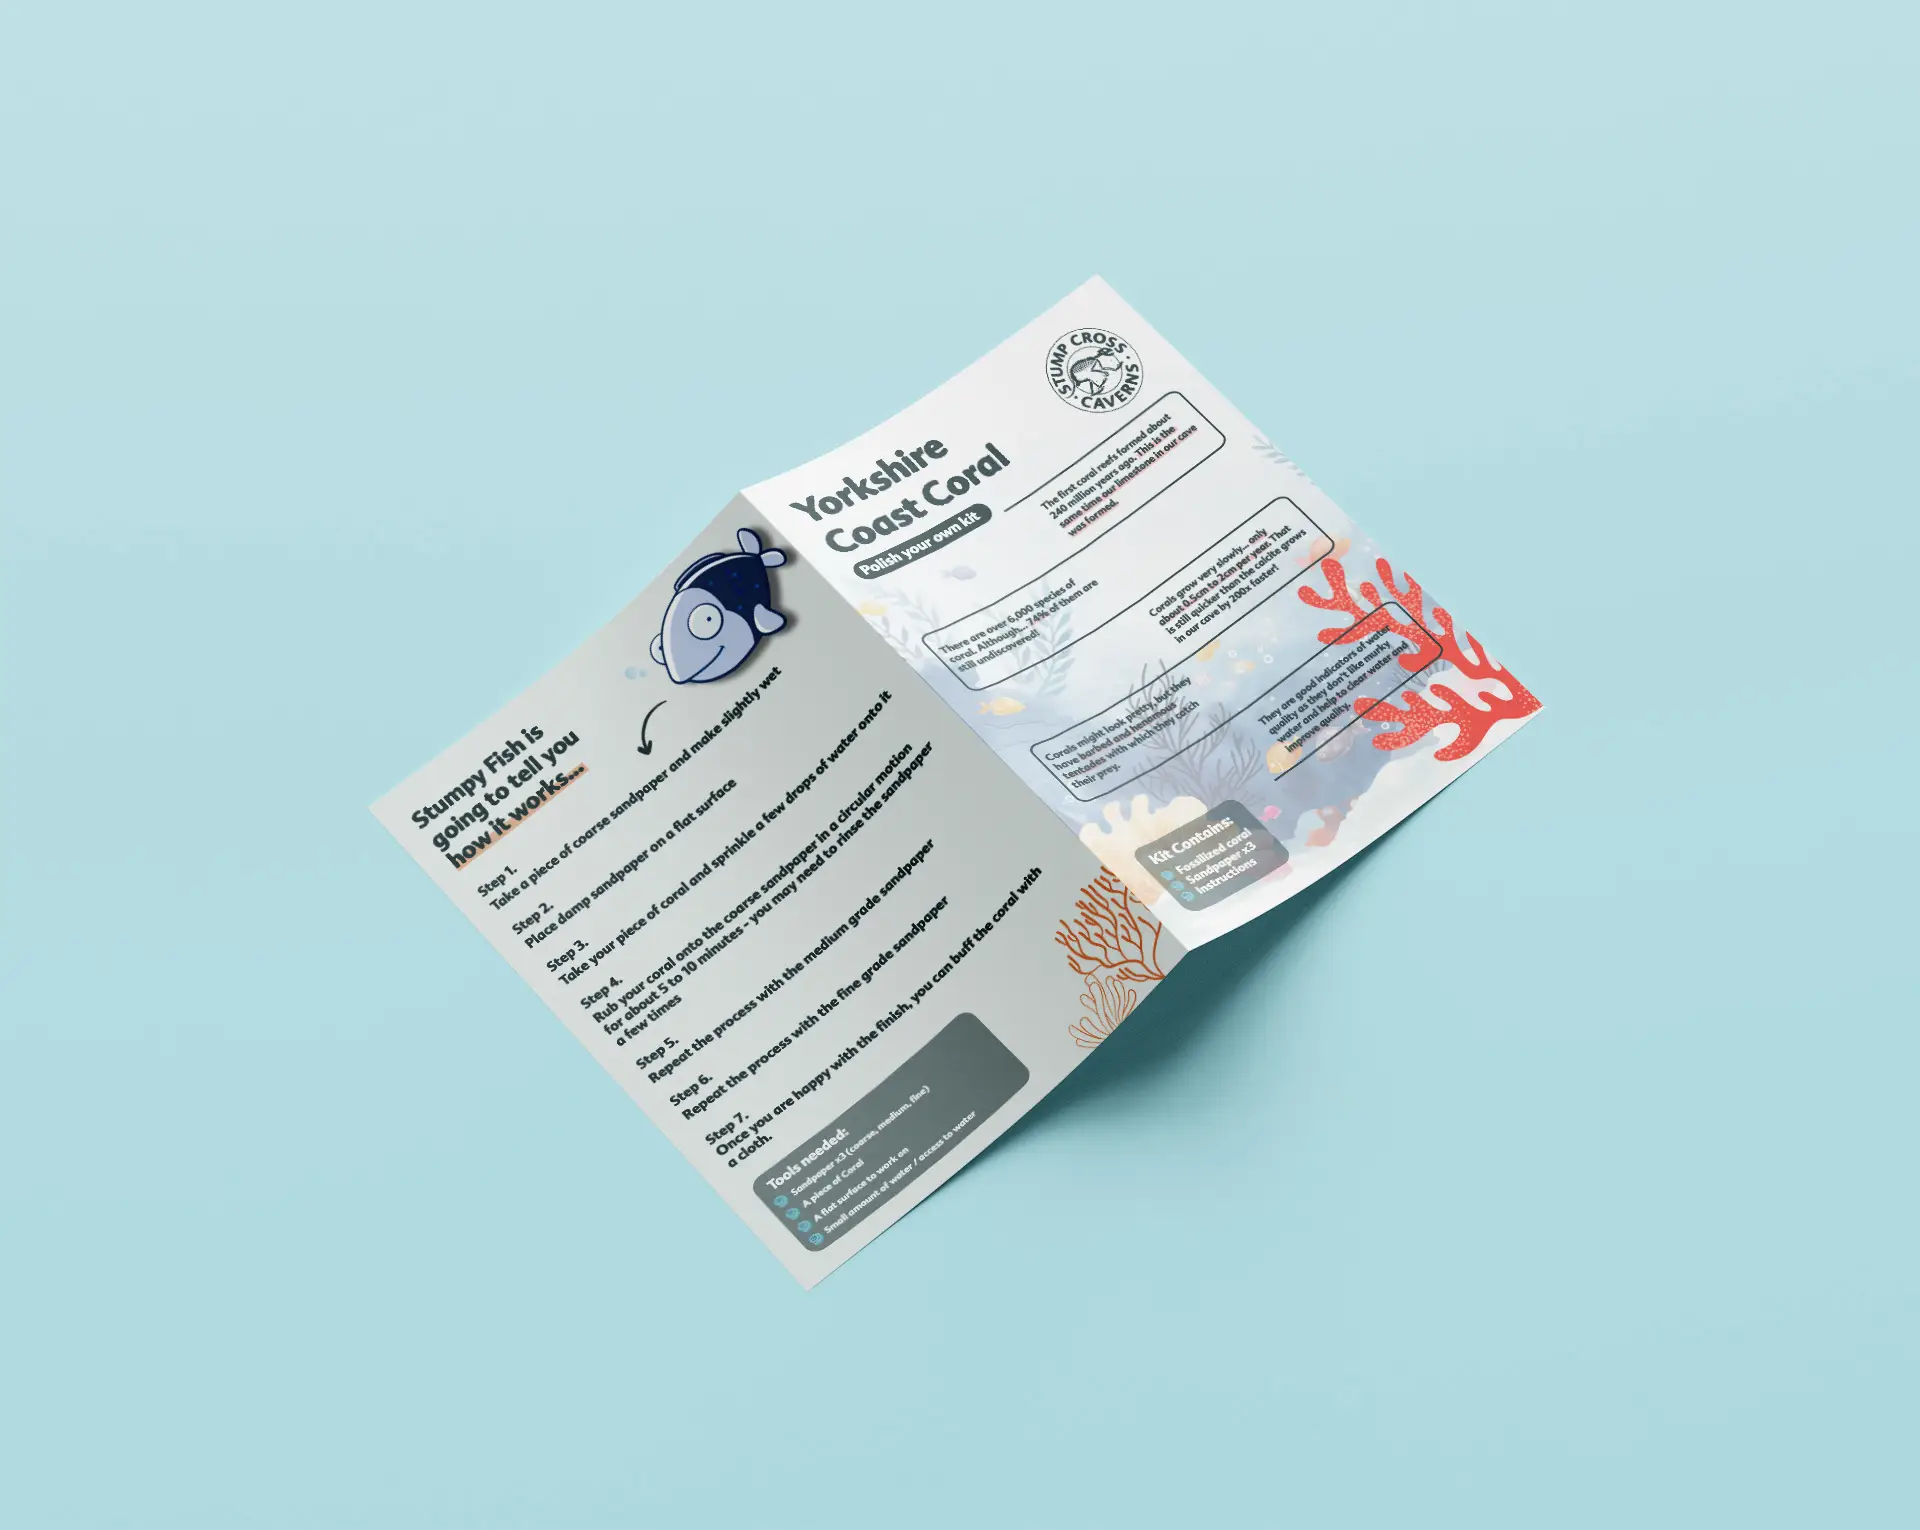 Stumpy Fish is
going to tell you
how it works...
Step 1.
Take a piece of coarse sandpaper and make slightly wet
Step 2.
Place damp sandpaper on a flat surface
Step 3.
Take your piece of coral and sprinkle a few drops of water onto it
Step 4.
Rub your coral onto the coarse sandpaper in a circular motion
for about 5 to 10 minutes - you may need to rinse the sandpaper
a few times
Step 5.
Repeat the process with the medium grade sandpaper
Step 6.
Repeat the process with the fine grade sandpaper
Step 7.
Once you are happy with the finish, you can buff the coral with
a cloth.
Tools needed:
Sandpaper x3 (coarse, medium, fine)
A piece of Coral
A flat surface to work on
Small amount of water / access to water
STUMP CROSS
CAVERNS
Yorkshire
Coast Coral
Polish your own kit
The first coral reefs formed about
240 million years ago. This is the
same time our limestone in our cave
was formed.
There are over 6,000 species of
coral. Although... 74% of them are
still undiscovered!
Corals grow very slowly... only
about 0.5cm to 2cm per year. That
is still quicker than the calcite grows
in our cave by 200x faster!
Corals might look pretty, but they
have barbed and henamous
tentades with which they catch
their prey.
They are good indicators of water
quality as they don't like murky
water and help to clear water and
improve quality.
Kit Contains:
Fossilized coral
Sandpaper x3
Instructions